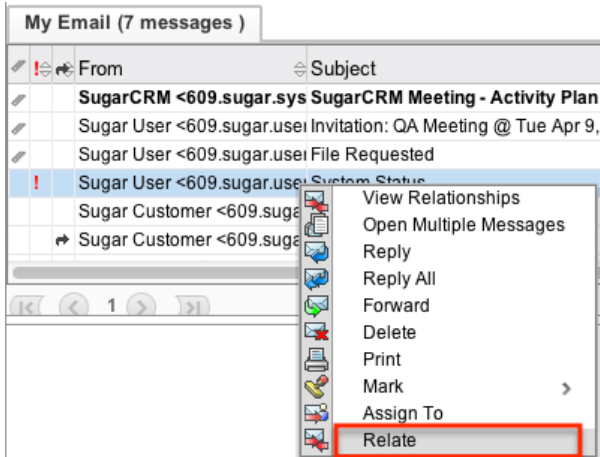 My Email (7 messages )
! From Subject
SugarCRM <609.sugar.sys SugarCRM Meeting - Activity Plan
Sugar User <609.sugar.use Invitation: QA Meeting @ Tue Apr 9,
Sugar User <609.sugar.use File Requested
! Sugar User <609.sugar.use System Status
Sugar Customer <609.suga
Sugar Customer <609.suga
1
View Relationships
Open Multiple Messages
Reply
Reply All
Forward
Delete
Print
Mark
Assign To
Relate